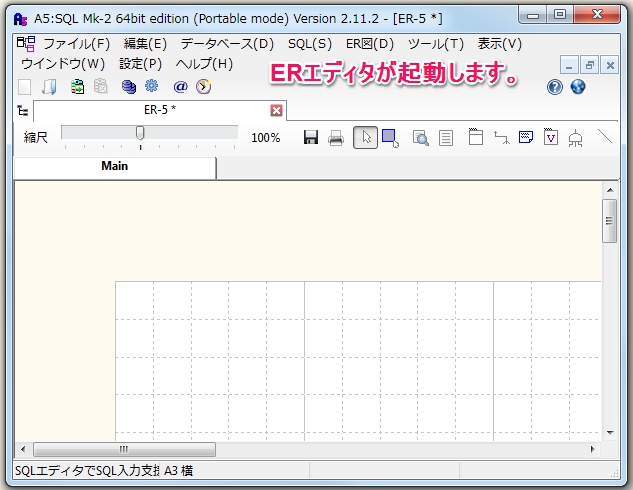 A5:SQL Mk-2 64bit edition (Portable mode) Version 2.11.2 - [ER-5 *]
ファイル(F) 編集(E) データベース(D) SQL(S) ER図(D) ツール(T) 表示(V)
ウインドウ(W) 設定(P) ヘルプ(H)
ERエディタが起動します。
ER-5 *
縮尺 100%
Main
SQLエディタでSQL入力支援 A3 横